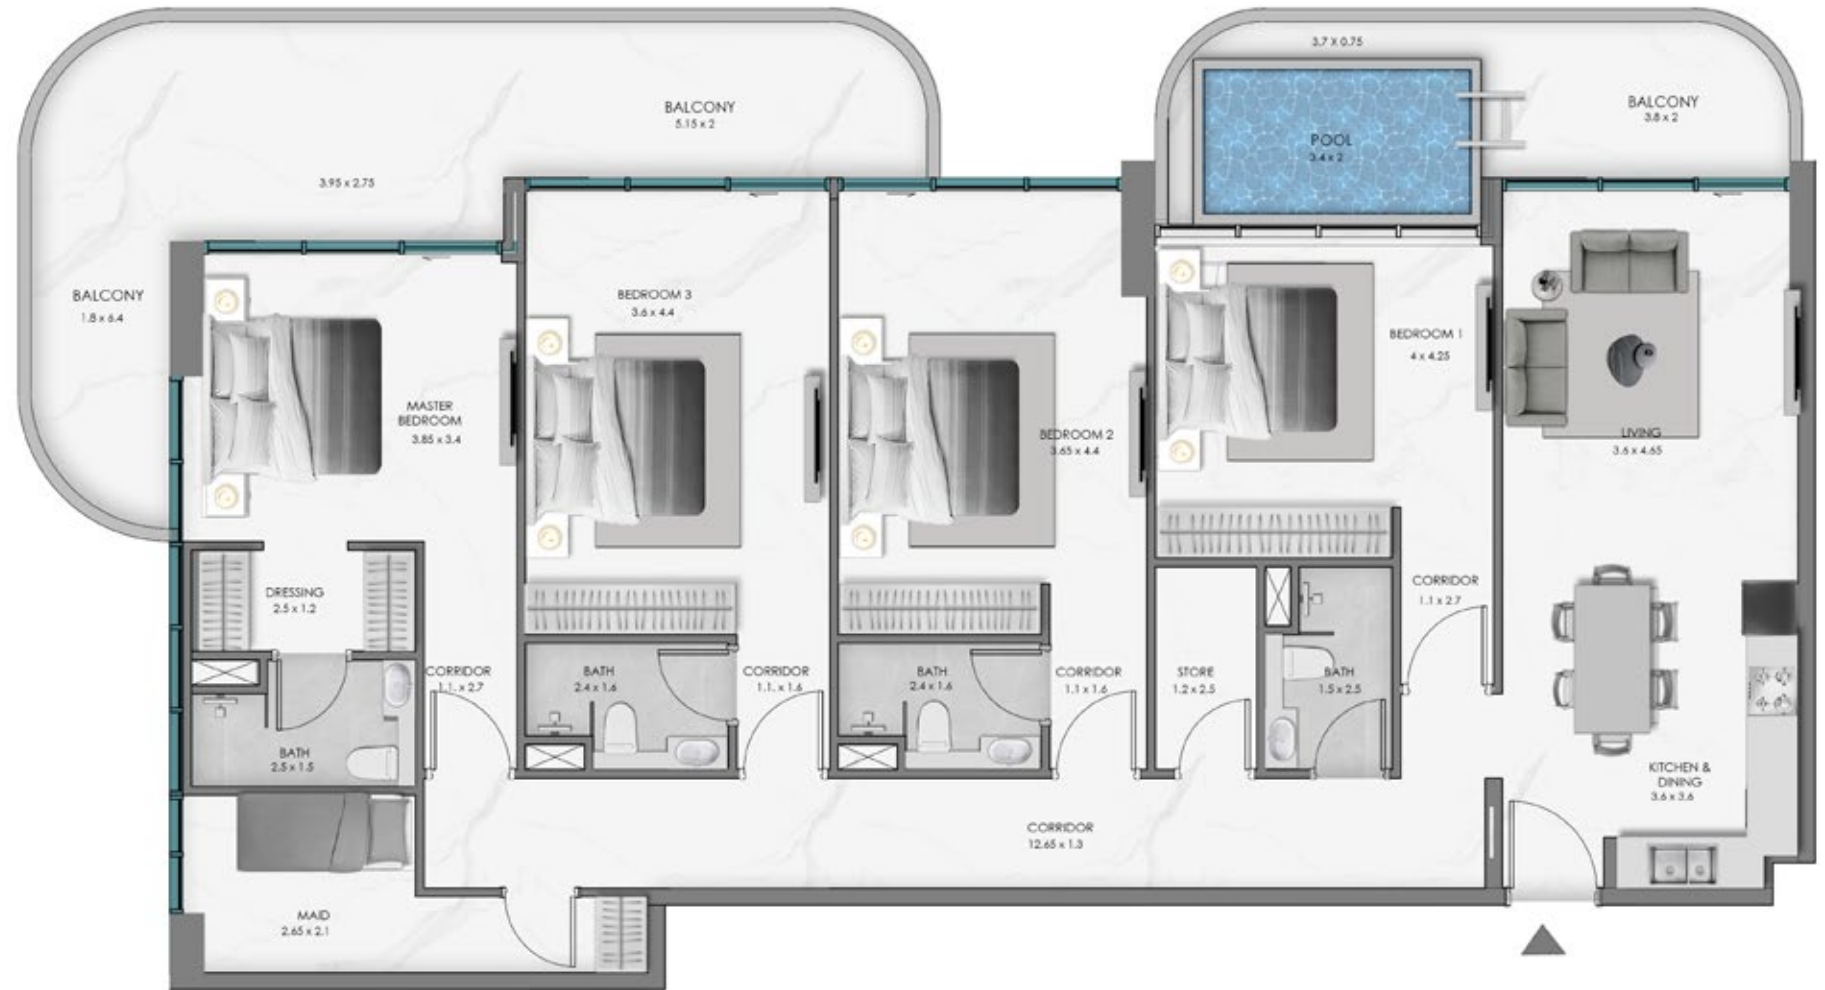 3.7 X 0.75
BALCONY
5.15 x 2
BALCONY
3.8 x 2
POOL
3.4 x 2
3.95 x 2.75
BALCONY
1.8 x 6.4
BEDROOM 3
3.6 x 4.4
BEDROOM 1
4 x 4.25
MASTER
BEDROOM
3.85 x 3.4
BEDROOM 2
3.65 x 4.4
LIVING
3.6 x 4.65
DRESSING
2.5 x 1.2
CORRIDOR
1.1 x 2.7
CORRIDOR
1.1. x 2.7
BATH
2.4 x 1.6
CORRIDOR
1.1. x 1.6
BATH
2.4 x 1.6
CORRIDOR
1.1 x 1.6
STORE
1.2 x 2.5
BATH
1.5 x 2.5
BATH
2.5 x 1.5
KITCHEN &
DINING
3.6 x 3.6
CORRIDOR
12.65 x 1.3
MAID
2.65 x 2.1